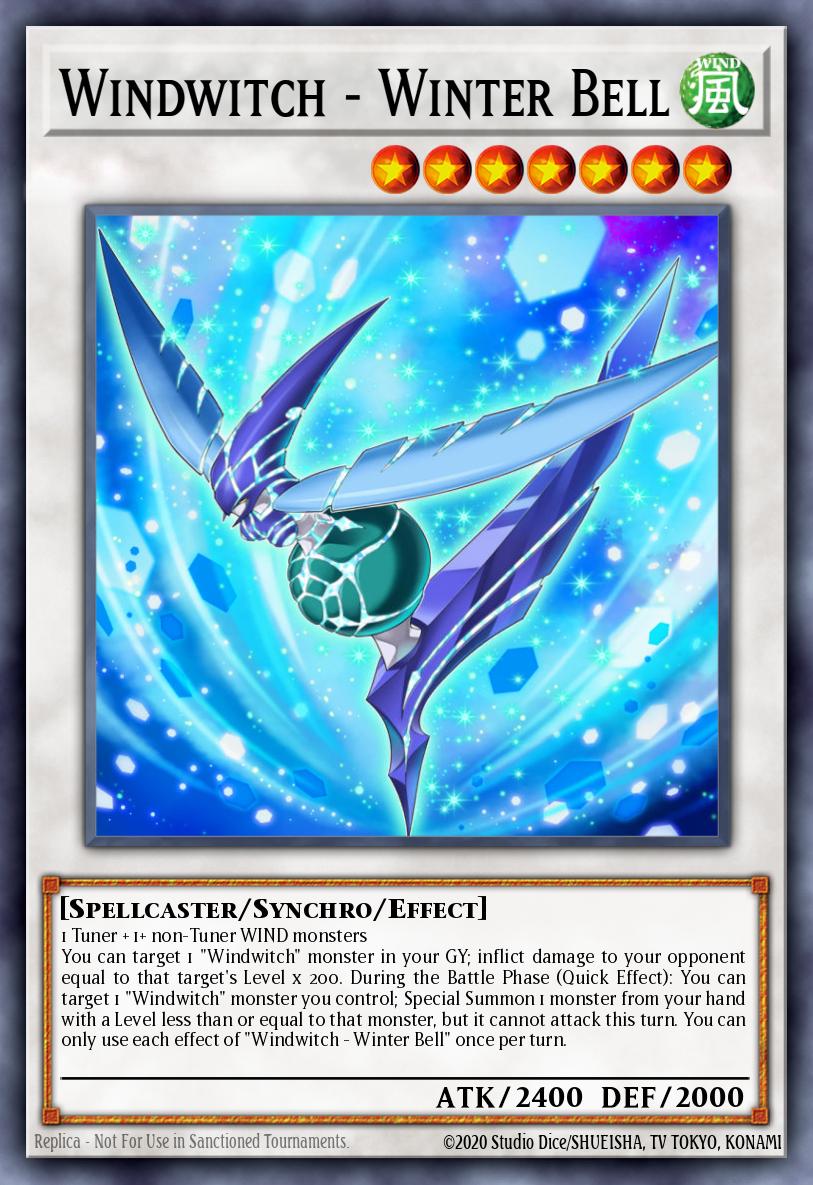 Windwitch - Winter Bell
WIND
風
[Spellcaster/Synchro/Effect]
1 Tuner + 1+ non-Tuner WIND monsters
You can target 1 "Windwitch" monster in your GY; inflict damage to your opponent
equal to that target's Level x 200. During the Battle Phase (Quick Effect): You can
target 1 "Windwitch" monster you control; Special Summon 1 monster from your hand
with a Level less than or equal to that monster, but it cannot attack this turn. You can
only use each effect of "Windwitch - Winter Bell" once per turn.
ATK/2400 DEF/2000
Replica - Not For Use in Sanctioned Tournaments.
©2020 Studio Dice/SHUEISHA, TV TOKYO, KONAMI